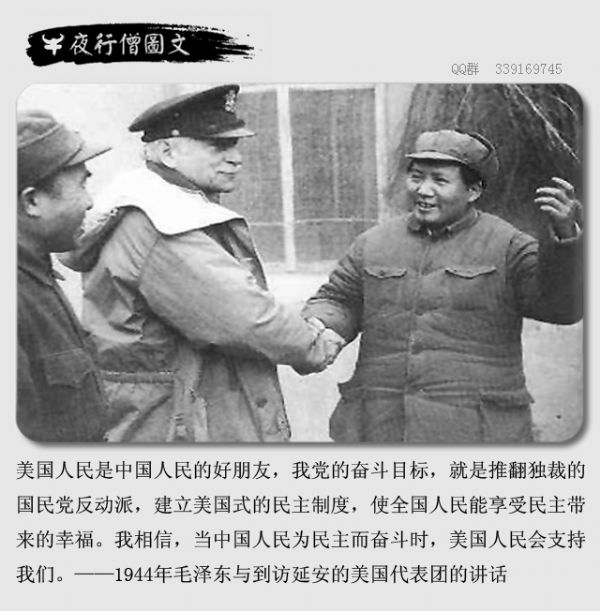 夜行僧圖文
QQ群 339169745
美国人民是中国人民的好朋友，我党的奋斗目标，就是推翻独裁的
国民党反动派，建立美国式的民主制度，使全国人民能享受民主带
来的幸福。我相信，当中国人民为民主而奋斗时，美国人民会支持
我们。——1944年毛泽东与到访延安的美国代表团的讲话